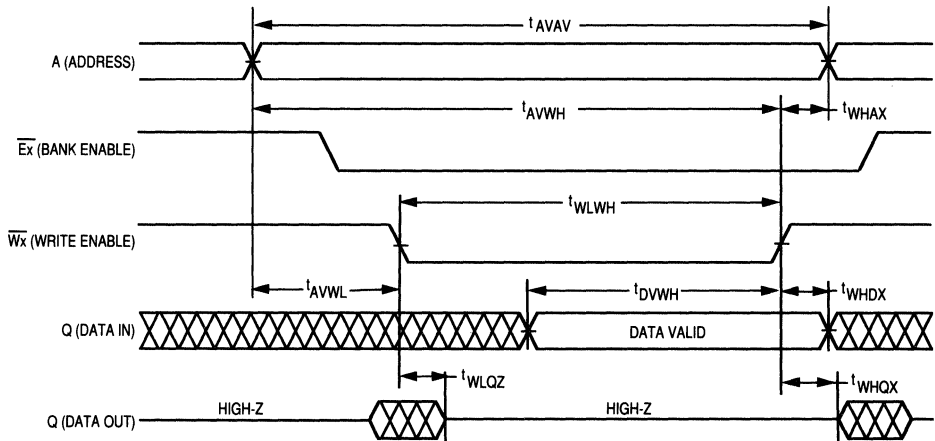 tAVAV
A (ADDRESS)
tAVWH
tWHAX
Ex (BANK ENABLE)
tWLWH
Wx (WRITE ENABLE)
tAVWL
tDVWH
tWHDX
Q (DATA IN)
DATA VALID
tWLQZ
tWHQX
Q (DATA OUT)
HIGH-Z
HIGH-Z